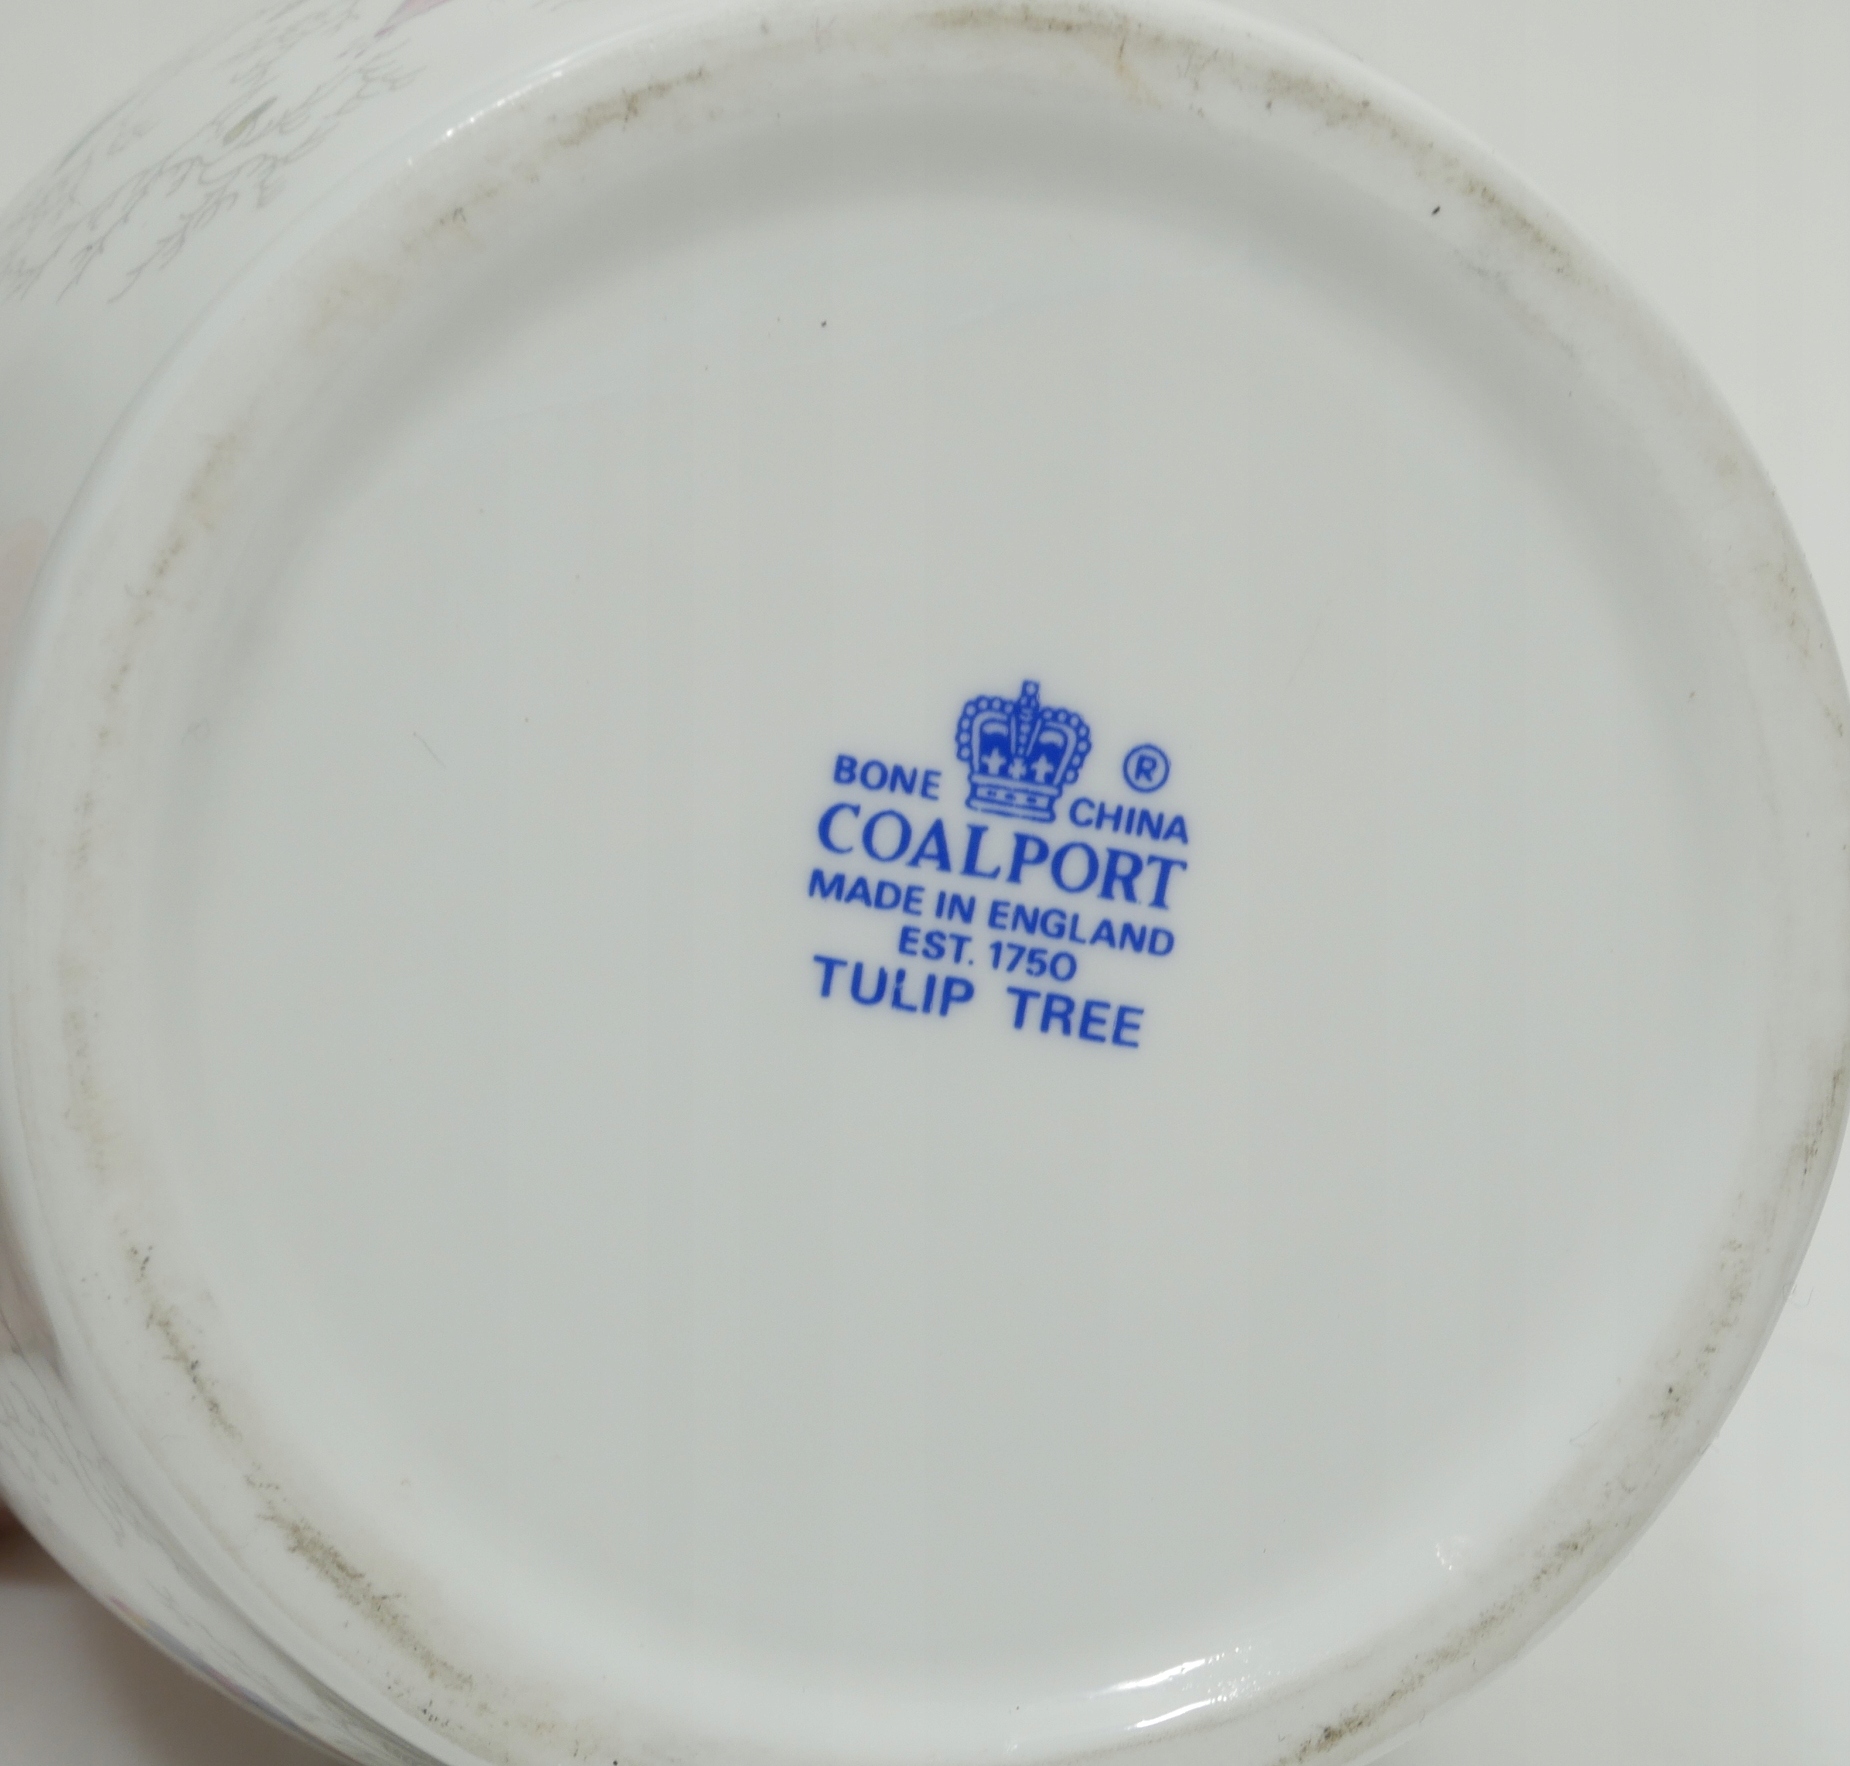 BONE CHINA ®
COALPORT
MADE IN ENGLAND
EST. 1750
TULIP TREE